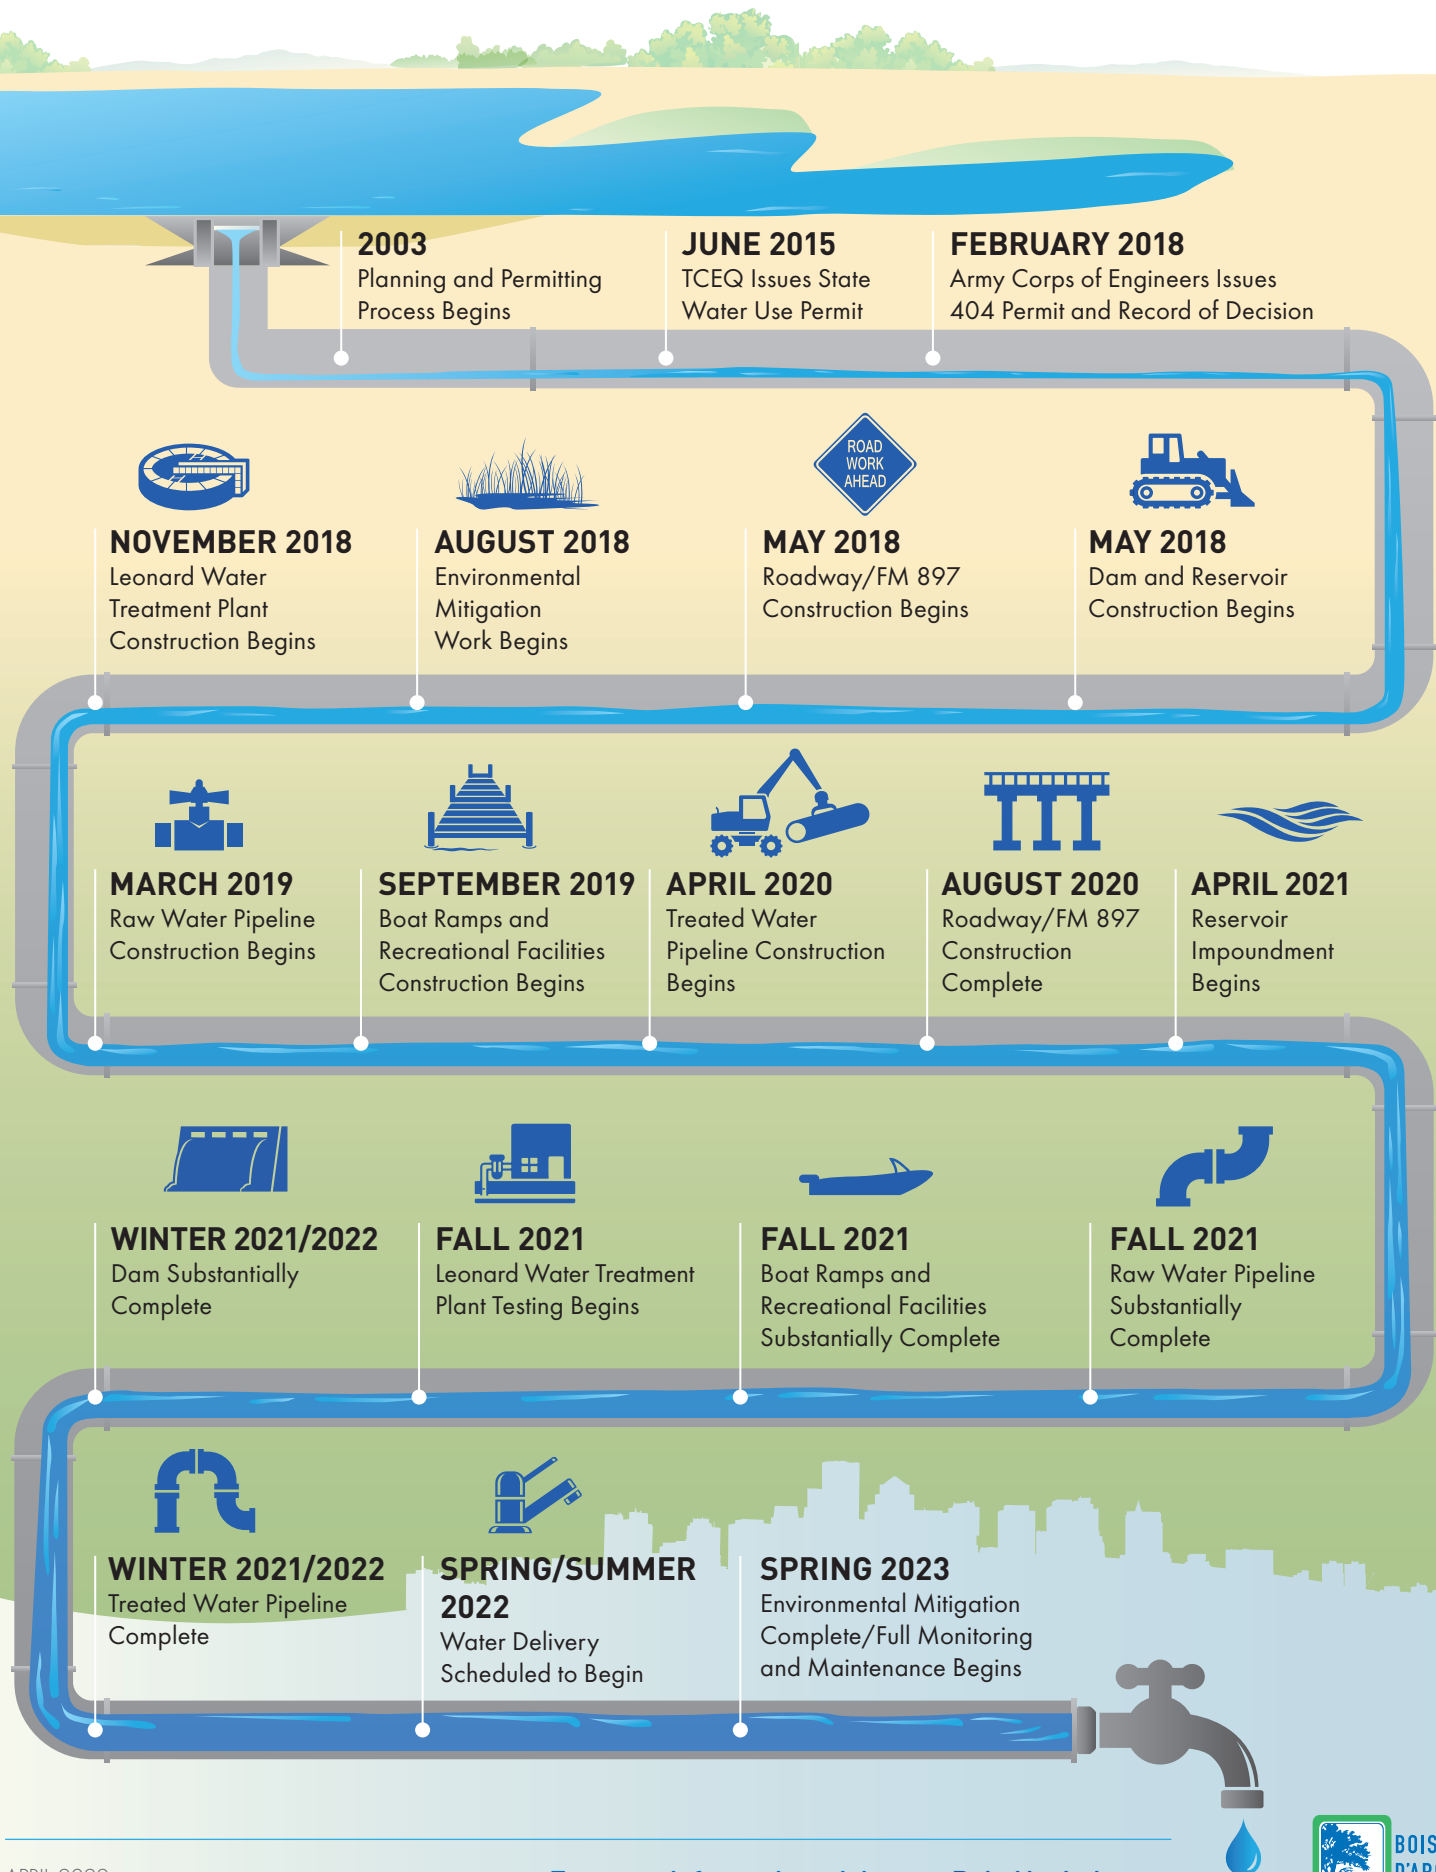 2003
Planning and Permitting
Process Begins
JUNE 2015
TCEQ Issues State
Water Use Permit
FEBRUARY 2018
Army Corps of Engineers Issues
404 Permit and Record of Decision
ROAD
WORK
AHEAD
NOVEMBER 2018
Leonard Water
Treatment Plant
Construction Begins
AUGUST 2018
Environmental
Mitigation
Work Begins
MAY 2018
Roadway/FM 897
Construction Begins
MAY 2018
Dam and Reservoir
Construction Begins
MARCH 2019
Raw Water Pipeline
Construction Begins
SEPTEMBER 2019
Boat Ramps and
Recreational Facilities
Construction Begins
APRIL 2020
Treated Water
Pipeline Construction
Begins
AUGUST 2020
Roadway/FM 897
Construction
Complete
APRIL 2021
Reservoir
Impoundment
Begins
WINTER 2021/2022
Dam Substantially
Complete
FALL 2021
Leonard Water Treatment
Plant Testing Begins
FALL 2021
Boat Ramps and
Recreational Facilities
Substantially Complete
FALL 2021
Raw Water Pipeline
Substantially
Complete
WINTER 2021/2022
Treated Water Pipeline
Complete
SPRING/SUMMER
2022
Water Delivery
Scheduled to Begin
SPRING 2023
Environmental Mitigation
Complete/Full Monitoring
and Maintenance Begins
BOIS